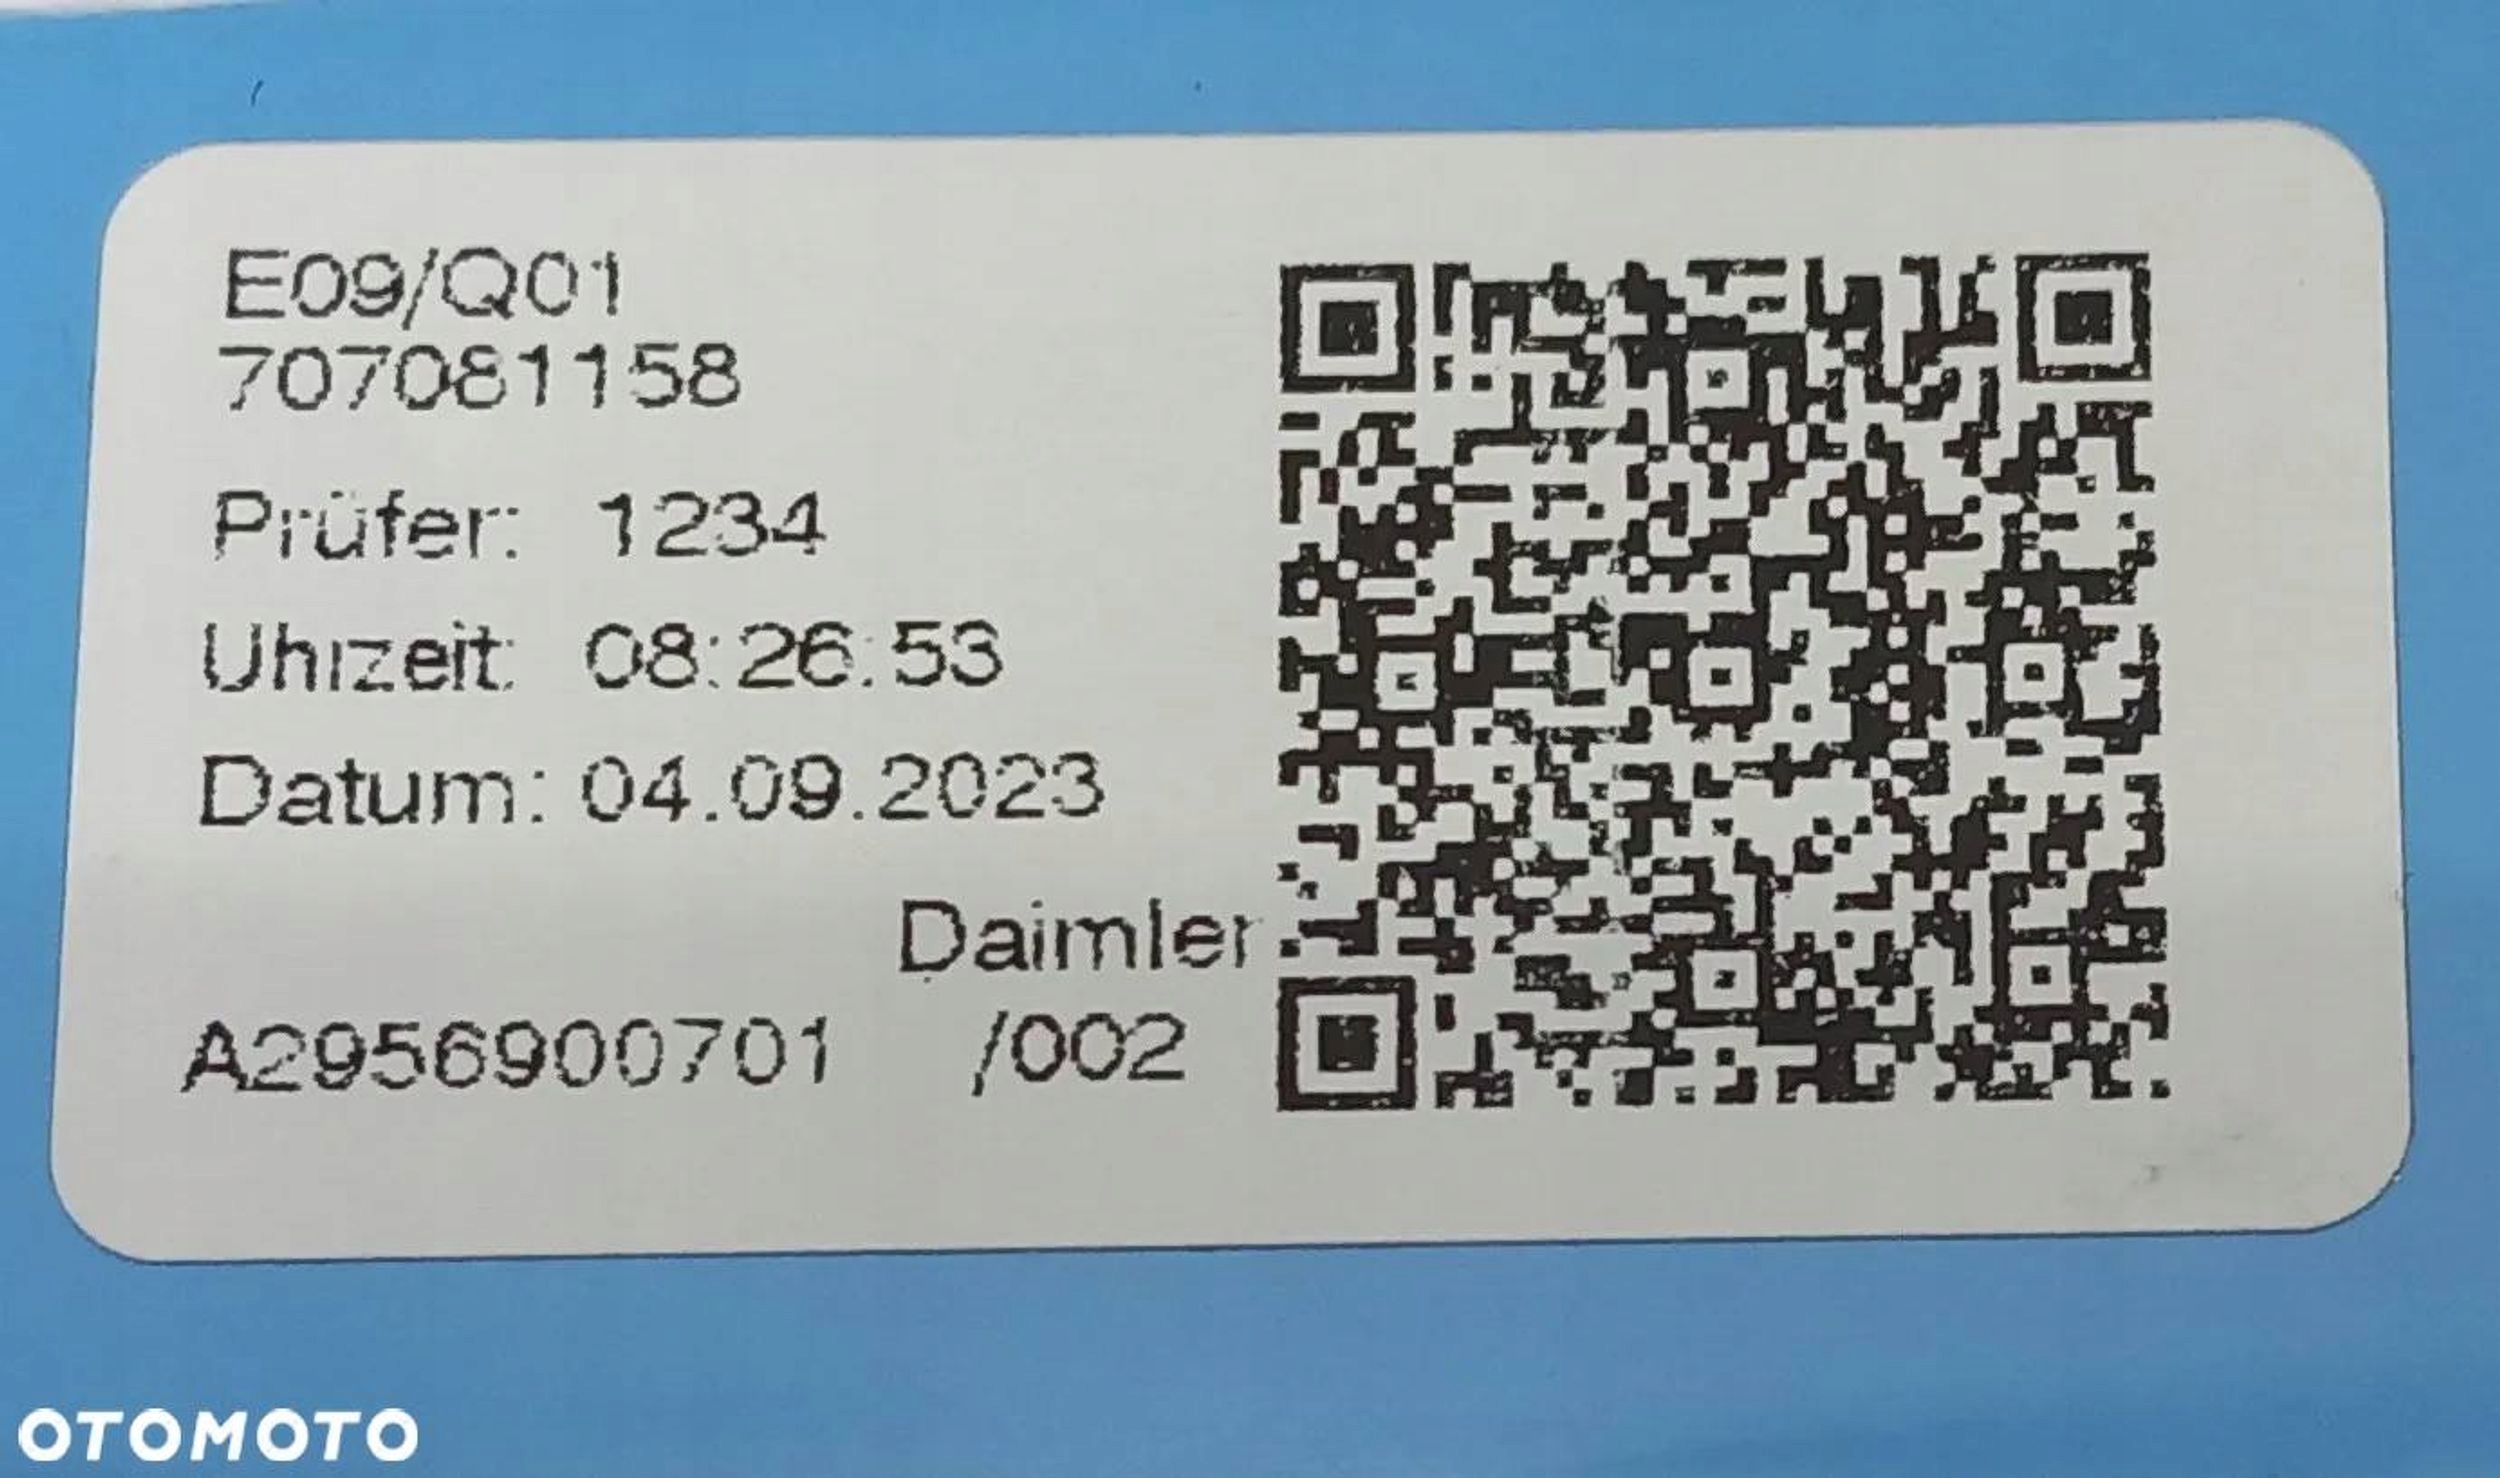 E09/Q01
707081158
Prüfer: 1234
Uhrzeit: 08:26:53
Datum: 04.09.2023
Daimler
A2956900701 /002
OTOMOTO